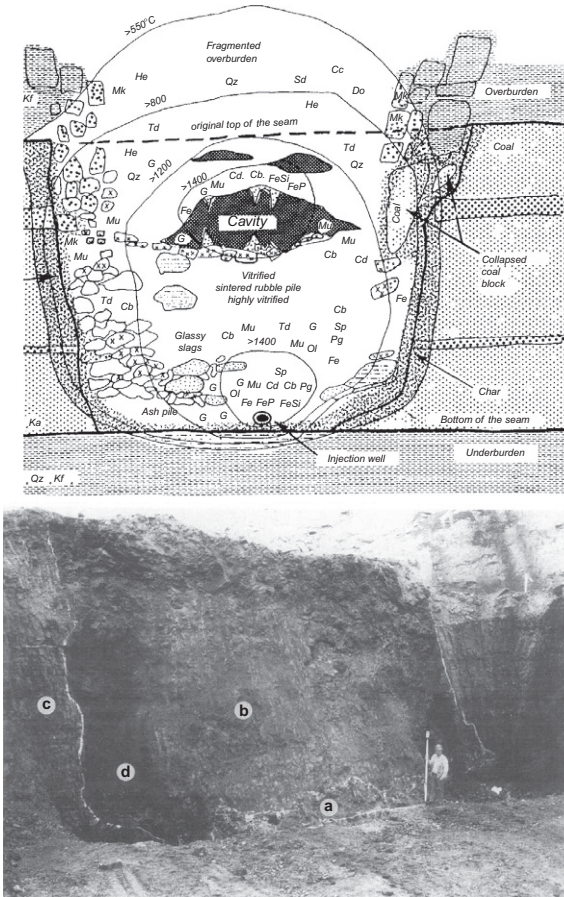 >550°C
Fragmented
overburden
Kf
He
Mk
Qz
Sd
Cc
Do
Mk
Overburden
>800
He
Mk
Td
original top of the seam
He
G
Qz
>1200
Td
Qz
Coal
>1400
Mu
Cd.
Cb.
FeSi
G
FeP
Fe
Cavity
Coal
Mu
Mu
Mk
Mu
G
Mu
Cb
Cd
Collapsed
coal
block
Vitrified
sintered rubble pile
highly vitrified
Td
Cb
Fe
Cb
Glassy
slags
Cb
Mu
Td
G
Sp
>1400
Mu
Ol
Pg
Fe
Sp
G
Mu
Cd
Cb
Pg
Ol
Fe
FeP
FeSi
Char
Ash pile
G
G
Bottom of the seam
Ka
Injection well
Underburden
Qz Kf
c
b
d
a